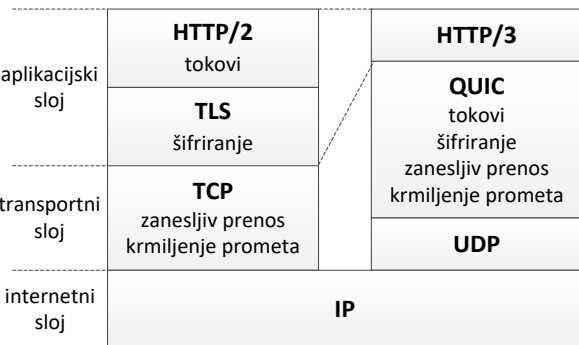 aplikacijski
sloj
HTTP/2
tokovi
TLS
šifriranje
transportni
sloj
TCP
zanesljiv prenos
krmiljenje prometa
HTTP/3
QUIC
tokovi
šifriranje
zanesljiv prenos
krmiljenje prometa
UDP
internetni
sloj
IP